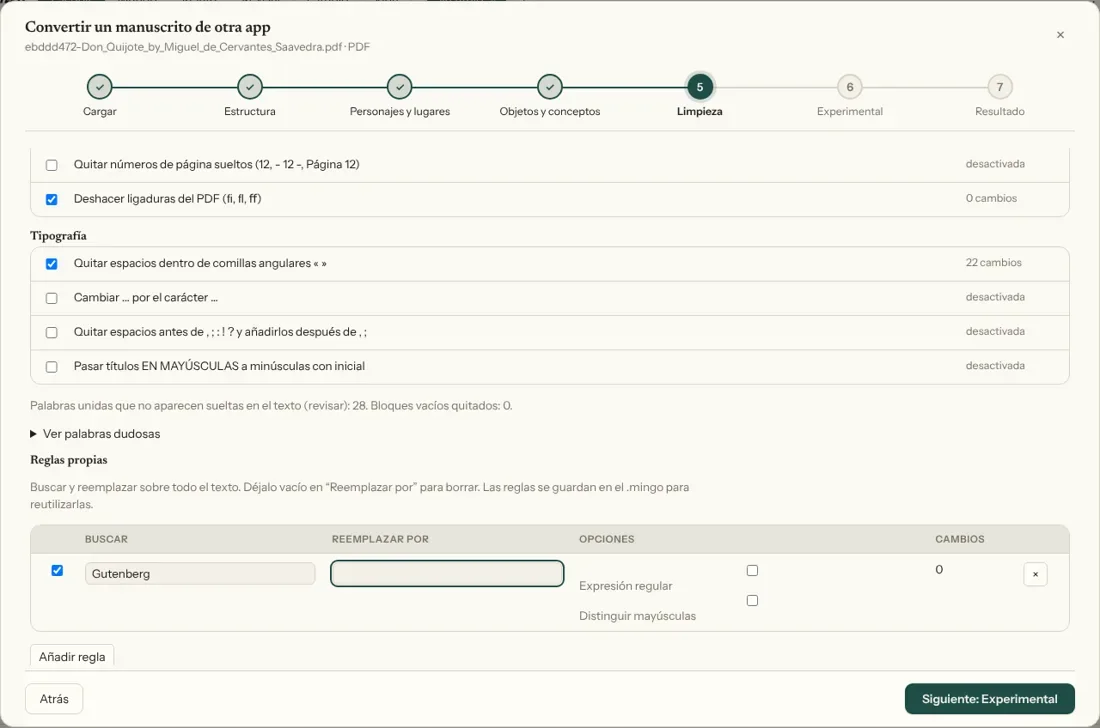 Convertir un manuscrito de otra app
×
ebddd472-Don_Quijote_by_Miguel_de_Cervantes_Saavedra.pdf · PDF
5
6
7
Cargar
Estructura
Personajes y lugares
Objetos y conceptos
Limpieza
Experimental
Resultado
Quitar números de página sueltos (12, - 12 -, Página 12)
desactivada
Deshacer ligaduras del PDF (ﬁ, ﬂ, ﬀ)
0 cambios
Tipografía
Quitar espacios dentro de comillas angulares « »
22 cambios
Cambiar ... por el carácter …
desactivada
Quitar espacios antes de , ; : ! ? y añadirlos después de , ;
desactivada
Pasar títulos EN MAYÚSCULAS a minúsculas con inicial
desactivada
Palabras unidas que no aparecen sueltas en el texto (revisar): 28. Bloques vacíos quitados: 0.
Ver palabras dudosas
Reglas propias
Buscar y reemplazar sobre todo el texto. Déjalo vacío en “Reemplazar por” para borrar. Las reglas se guardan en el .mingo para
reutilizarlas.
BUSCAR
REEMPLAZAR POR
OPCIONES
CAMBIOS
Gutenberg
Expresión regular
Distinguir mayúsculas
0
×
Añadir regla
Atrás
Siguiente: Experimental